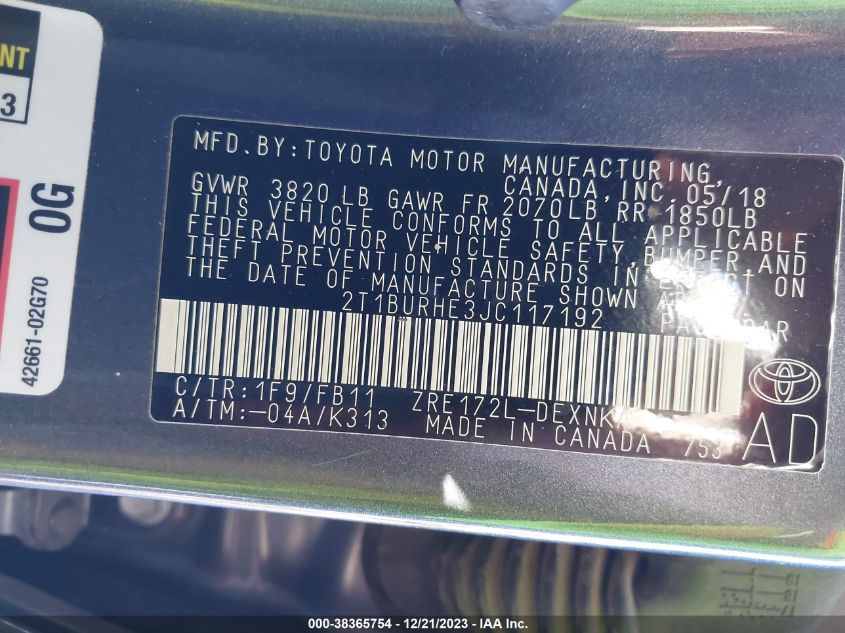 NT
3
0G
42661-02G70
MFD.BY:TOYOTA MOTOR MANUFACTURING,
CANADA,INC.05/18
GVWR 3820 LB GAWR FR 2070LB RR 1850LB
THIS VEHICLE CONFORMS TO ALL APPLICABLE
FEDERAL MOTOR VEHICLE SAFETY,BUMPER,AND
THEFT PREVENTION STANDARDS IN EFFECT ON
THE DATE OF MANUFACTURE SHOWN
2T1BURHE3JC117192
C/TR:1F9/FB11 ZRE172L-DEXNK
A/TM:-04A/K313 MADE IN CANADA 753
AD
000-38365754 - 12/21/2023 - IAA Inc.